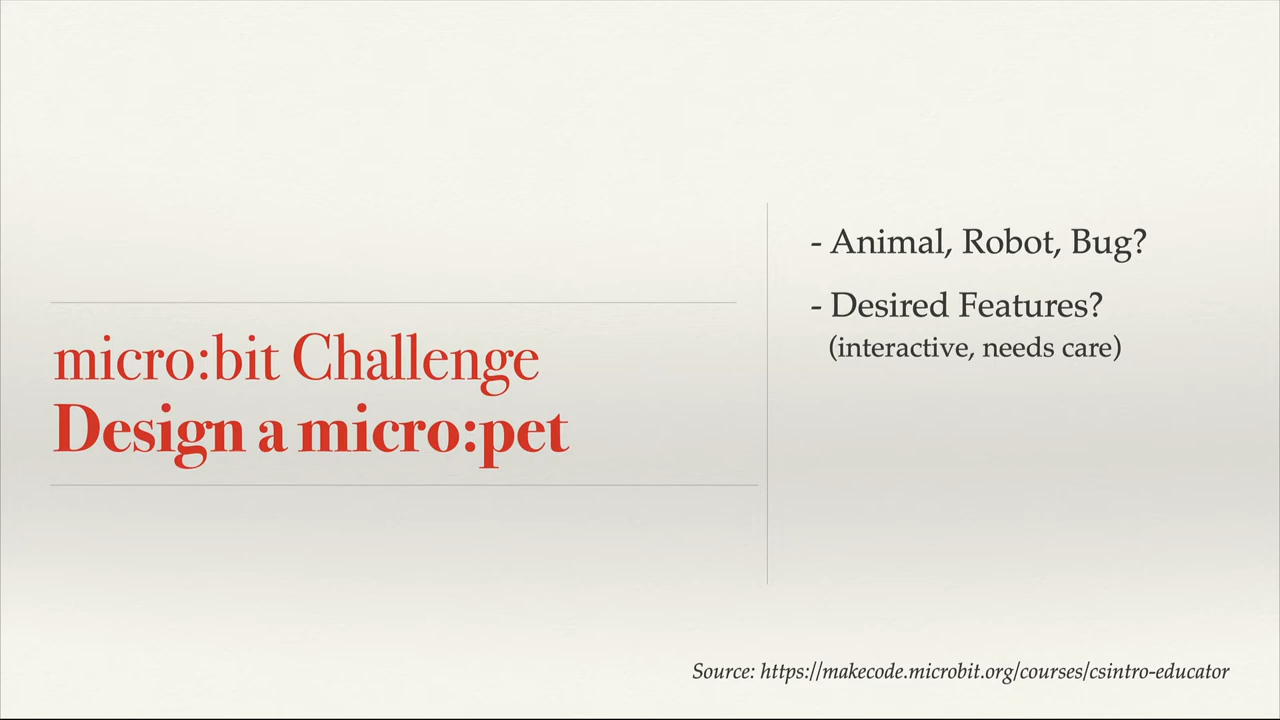 micro:bit Challenge
Design a micro:pet
- Animal, Robot, Bug?
- Desired Features?
(interactive, needs care)
Source: https://makecode.microbit.org/courses/csintro-educator